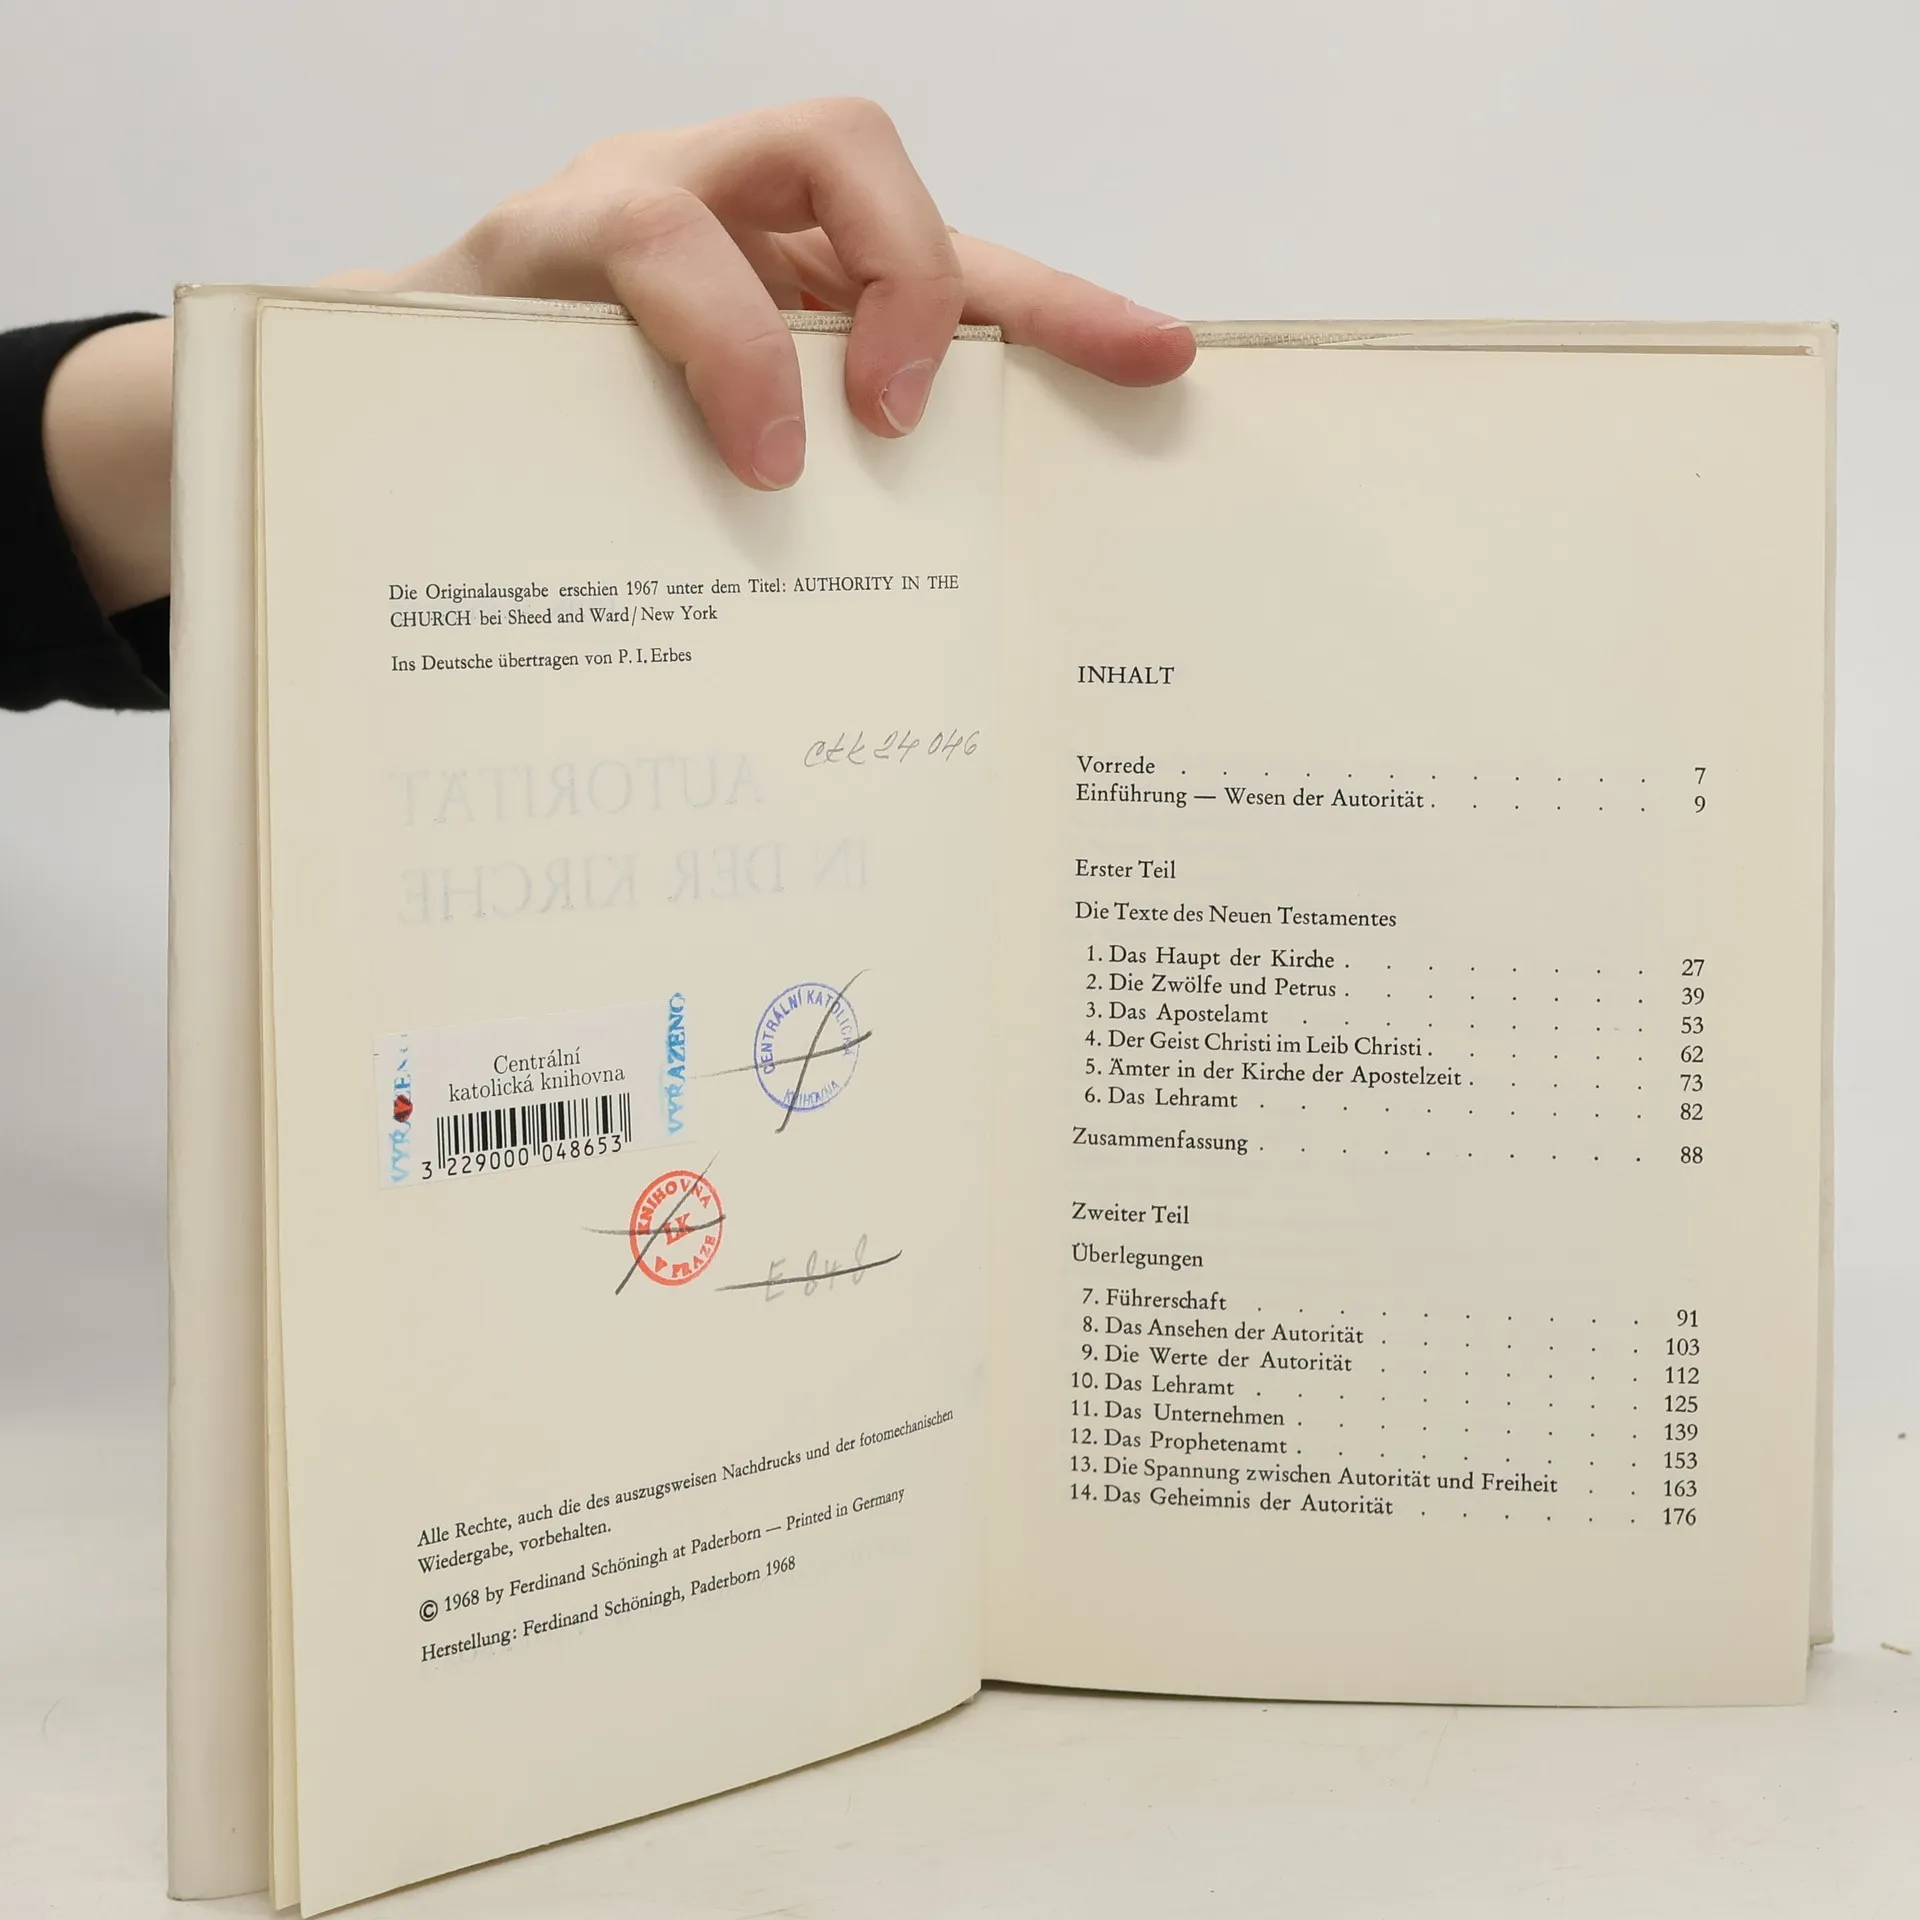 Die Originalausgabe erschien 1967 unter dem Titel: AUTHORITY IN THE
CHURCH bei Sheed and Ward/New York
Ins Deutsche übertragen von P. I. Erbes
24 046
AUTORITÄT
IN DER KIRCHE
CENTRÁLNÍ KATOLICKÁ
KNIHOVNA
VYŘAZENO
Centrální
katolická knihovna
VYŘAZENO
3 229000 048653
KNIHOVNA
LK
V PRAZE
E 848
Alle Rechte, auch die des auszugsweisen Nachdrucks und der fotomechanischen
Wiedergabe, vorbehalten.
© 1968 by Ferdinand Schöningh at Paderborn — Printed in Germany
Herstellung: Ferdinand Schöningh, Paderborn 1968
INHALT
Vorrede . . . . . . . . . . . . 7
Einführung — Wesen der Autorität . . . . . . 9
Erster Teil
Die Texte des Neuen Testamentes
1. Das Haupt der Kirche . . . . . . . . 27
2. Die Zwölfe und Petrus . . . . . . . . 39
3. Das Apostelamt . . . . . . . . . 53
4. Der Geist Christi im Leib Christi . . . . . . 62
5. Ämter in der Kirche der Apostelzeit . . . . . 73
6. Das Lehramt . . . . . . . . . . 82
Zusammenfassung . . . . . . . . . . 88
Zweiter Teil
Überlegungen
7. Führerschaft . . . . . . . . . . 91
8. Das Ansehen der Autorität . . . . . . . 103
9. Die Werte der Autorität . . . . . . . 112
10. Das Lehramt . . . . . . . . . . 125
11. Das Unternehmen . . . . . . . . . 139
12. Das Prophetenamt . . . . . . . . . 153
13. Die Spannung zwischen Autorität und Freiheit . . 163
14. Das Geheimnis der Autorität . . . . . . 176